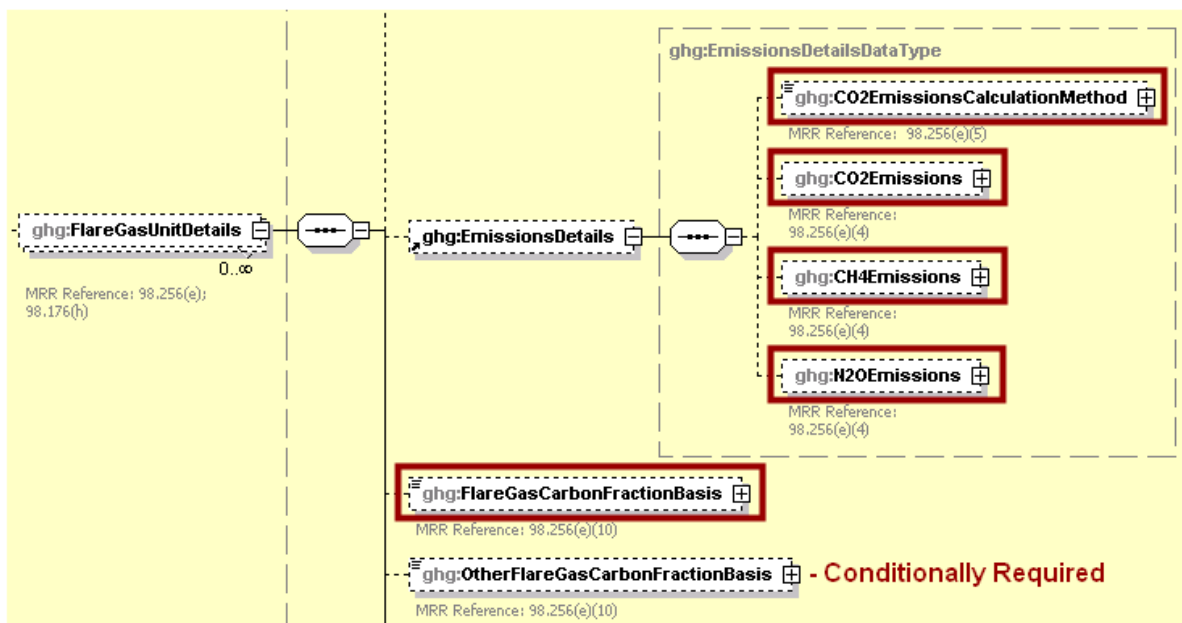 ghg:EmissionsDetailsDataType
ghg:CO2EmissionsCalculationMethod
MRR Reference: 98.256(e)(5)
ghg:CO2Emissions
MRR Reference:
98.256(e)(4)
ghg:FlareGasUnitDetails
0..∞
MRR Reference: 98.256(e);
98.176(h)
ghg:EmissionsDetails
ghg:CH4Emissions
MRR Reference:
98.256(e)(4)
ghg:N2OEmissions
MRR Reference:
98.256(e)(4)
ghg:FlareGasCarbonFractionBasis
MRR Reference: 98.256(e)(10)
ghg:OtherFlareGasCarbonFractionBasis - Conditionally Required
MRR Reference: 98.256(e)(10)